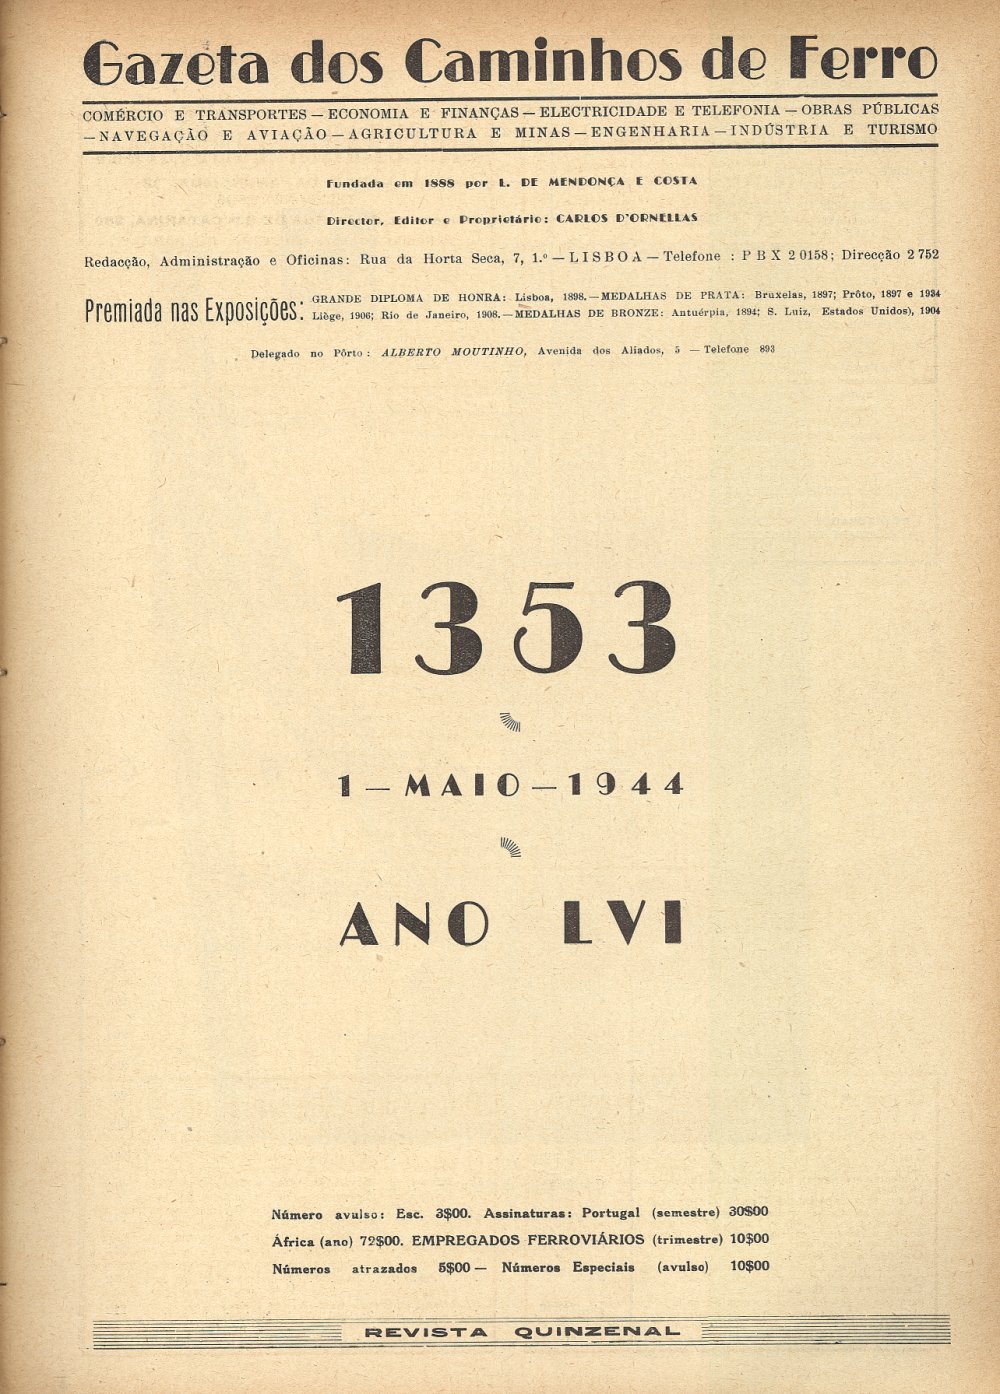 Gazeta dos Caminhos de Ferro
COMÉRCIO E TRANSPORTES — ECONOMIA E FINANÇAS — ELECTRICIDADE E TELEFONIA — OBRAS PÚBLICAS
— NAVEGAÇÃO E AVIAÇÃO — AGRICULTURA E MINAS — ENGENHARIA — INDÚSTRIA E TURISMO
Fundada em 1888 por L. DE MENDONÇA E COSTA
Director, Editor e Proprietário: CARLOS D'ORNELLAS
Redacção, Administração e Oficinas: Rua da Horta Seca, 7, 1.º — LISBOA — Telefone : P B X 2 0158; Direcção 2 752
Premiada nas Exposições:
GRANDE DIPLOMA DE HONRA: Lisboa, 1898. — MEDALHAS DE PRATA: Bruxelas, 1897; Prôto, 1897 e 1934
Liège, 1906; Rio de Janeiro, 1908. — MEDALHAS DE BRONZE: Antuérpia, 1894; S. Luiz, Estados Unidos), 1904
Delegado no Pôrto : ALBERTO MOUTINHO, Avenida dos Aliados, 5 — Telefone 893
1353
1 — MAIO — 1944
ANO LVI
Número avulso: Esc. 3$00. Assinaturas: Portugal (semestre) 30$00
África (ano) 72$00. EMPREGADOS FERROVIÁRIOS (trimestre) 10$00
Números atrazados 5$00 — Números Especiais (avulso) 10$00
REVISTA QUINZENAL